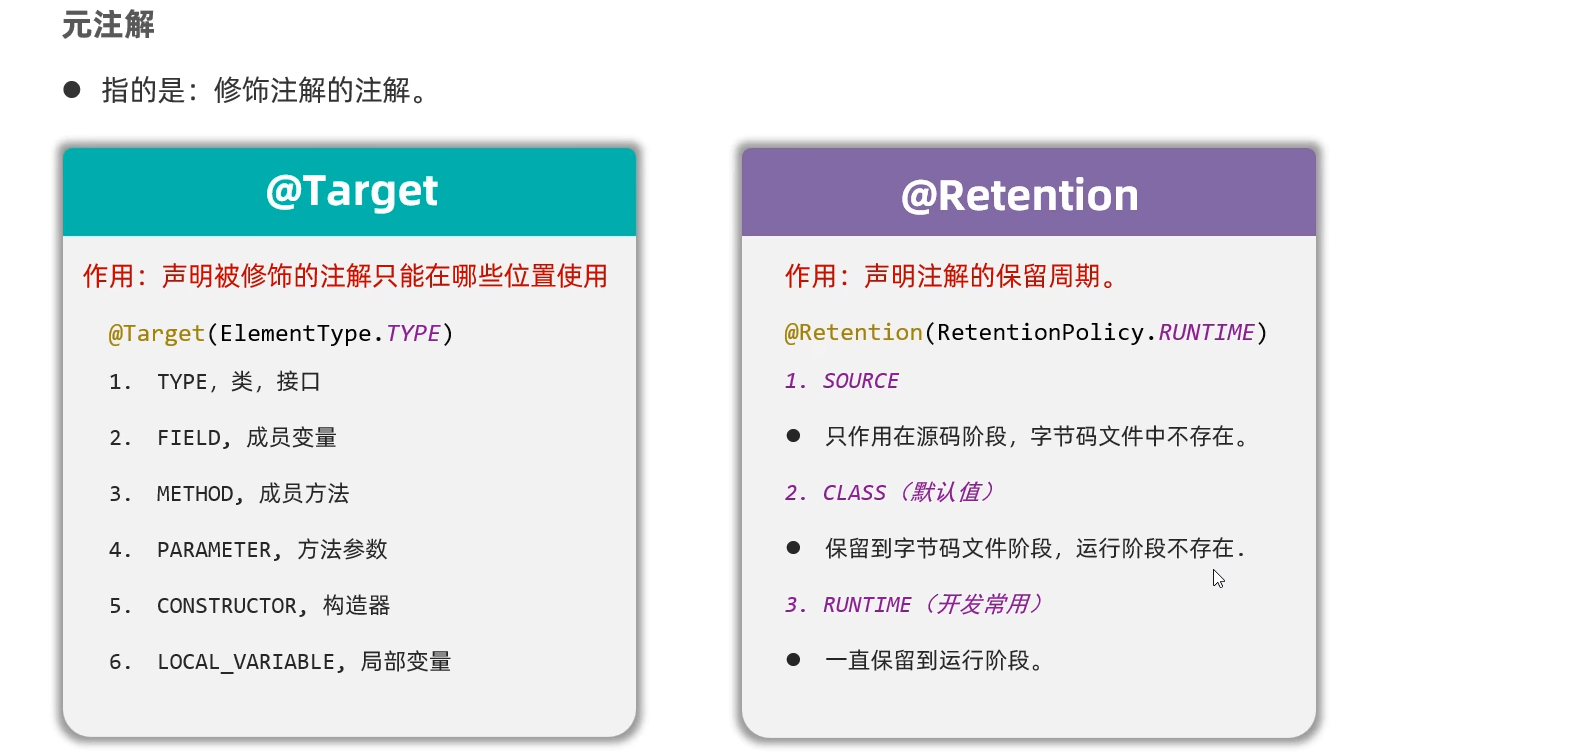 元注解
● 指的是：修饰注解的注解。
@Target
作用：声明被修饰的注解只能在哪些位置使用
@Target(ElementType.TYPE)
1. TYPE，类，接口
2. FIELD, 成员变量
3. METHOD, 成员方法
4. PARAMETER, 方法参数
5. CONSTRUCTOR, 构造器
6. LOCAL_VARIABLE, 局部变量
@Retention
作用：声明注解的保留周期。
@Retention(RetentionPolicy.RUNTIME)
1. SOURCE
● 只作用在源码阶段，字节码文件中不存在。
2. CLASS（默认值）
● 保留到字节码文件阶段，运行阶段不存在.
3. RUNTIME（开发常用）
● 一直保留到运行阶段。